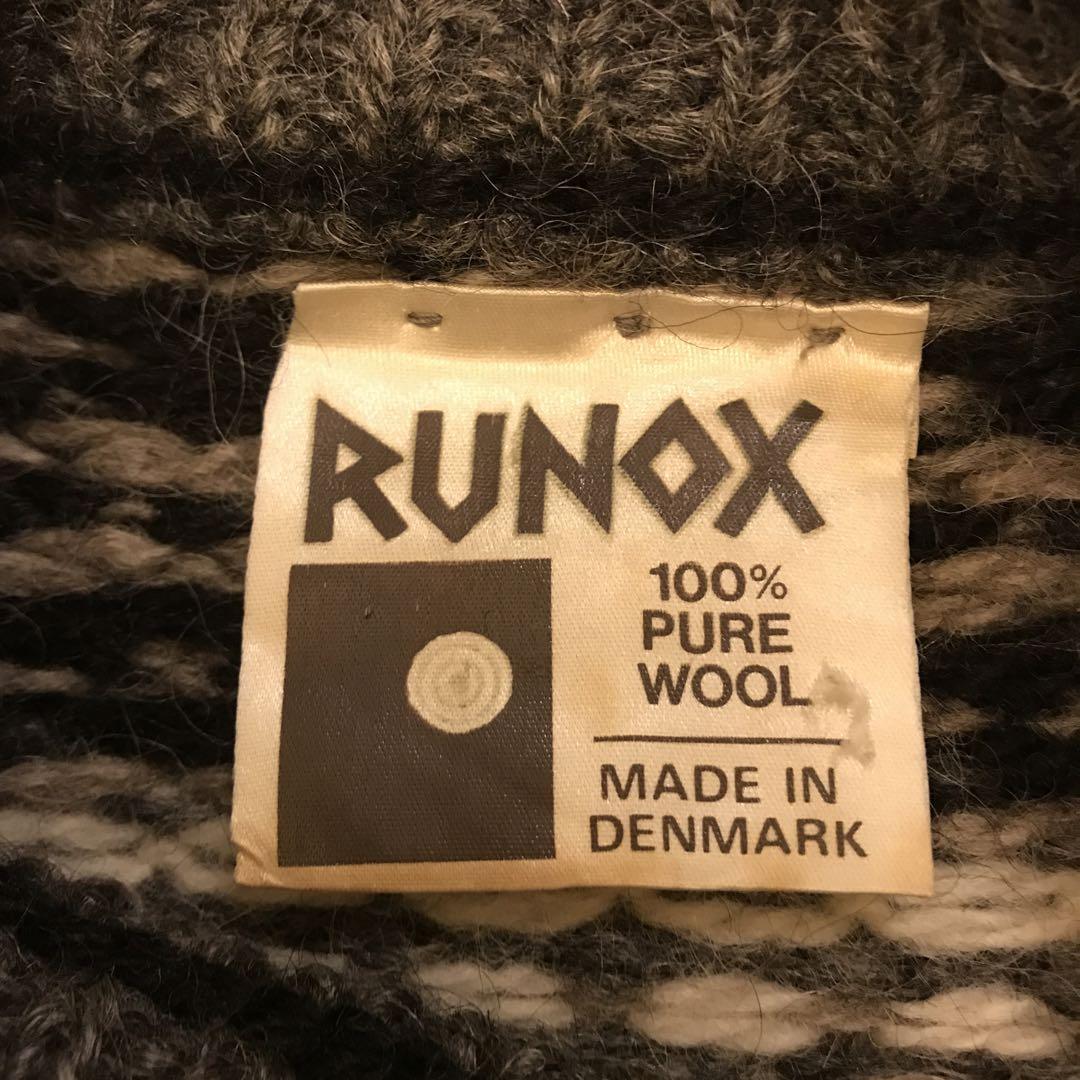 RUNOX
100%
PURE
WOOL
MADE IN
DENMARK